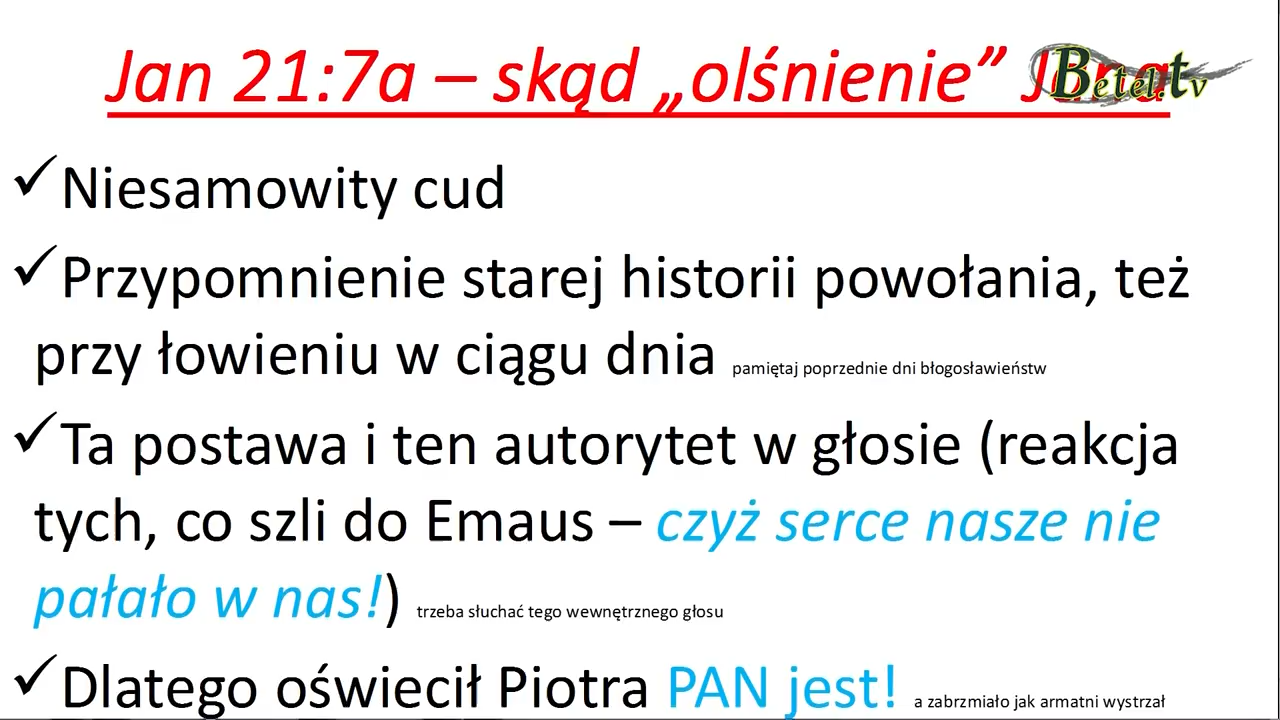 Jan 21:7a – skąd „olśnienie”
Betel.tv
✓Niesamowity cud
✓Przypomnienie starej historii powołania, też
przy łowieniu w ciągu dnia pamiętaj poprzednie dni błogosławieństw
✓Ta postawa i ten autorytet w głosie (reakcja
tych, co szli do Emaus – czyż serce nasze nie
pałało w nas!) trzeba słuchać tego wewnętrznego głosu
✓Dlatego oświecił Piotra PAN jest! a zabrzmiało jak armatni wystrzał